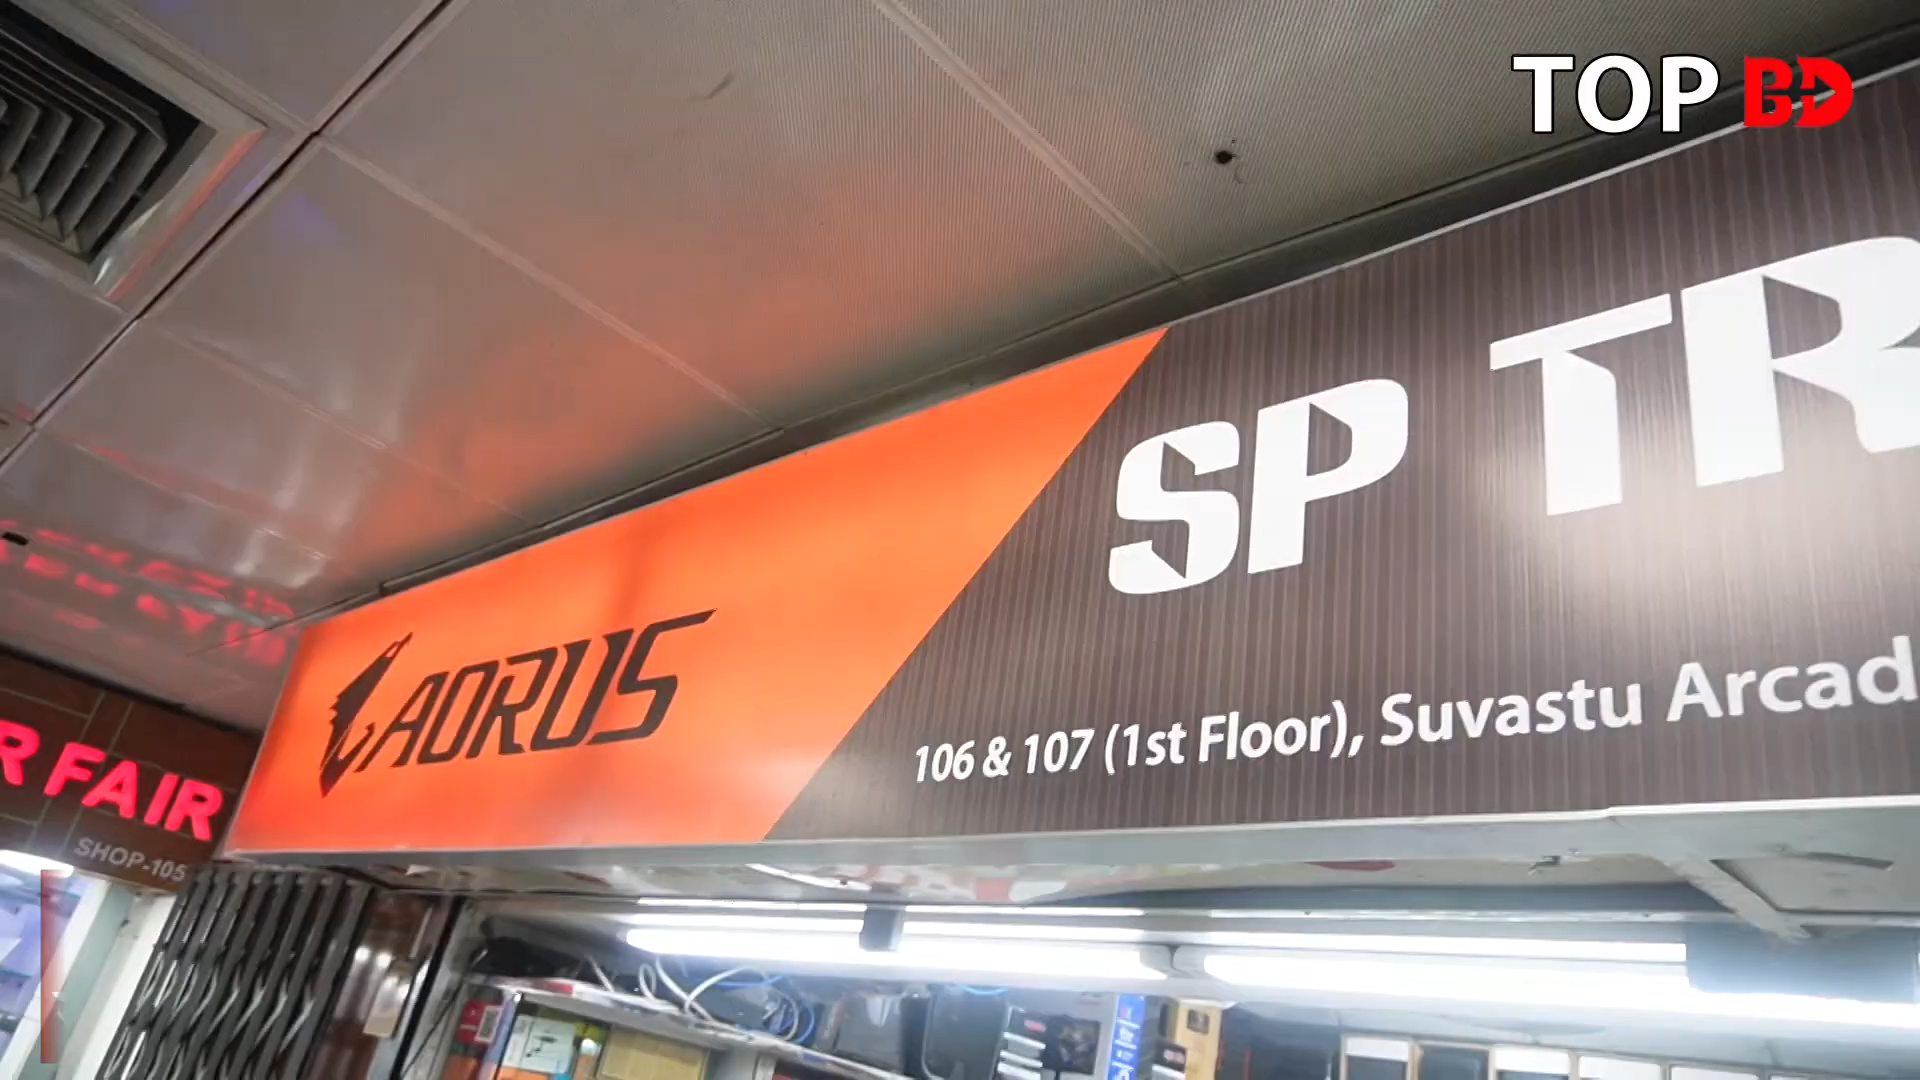 TOP BD
SP TR
AORUS
106 & 107 (1st Floor), Suvastu Arcad
R FAIR
SHOP-105